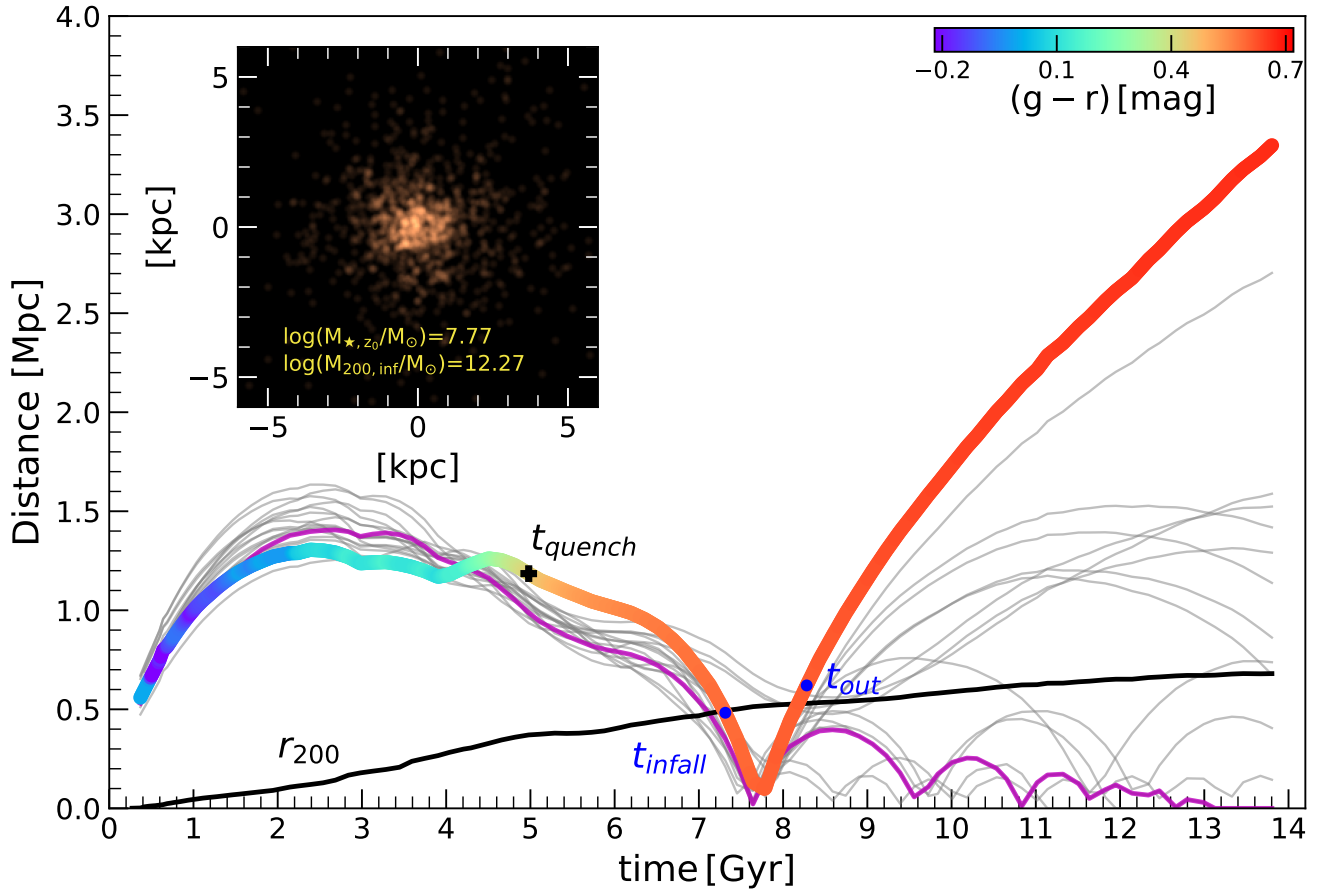 4.0
3.5
3.0
2.5
2.0
1.5
1.0
0.5
0.0
Distance [Mpc]
0 1 2 3 4 5 6 7 8 9 10 11 12 13 14
time [Gyr]
5
0
−5
[kpc]
−5 0 5
[kpc]
log(M★, z₀/M⊙)=7.77
log(M200, inf/M⊙)=12.27
−0.2 0.1 0.4 0.7
(g − r) [mag]
tquench
tout
tinfall
r200